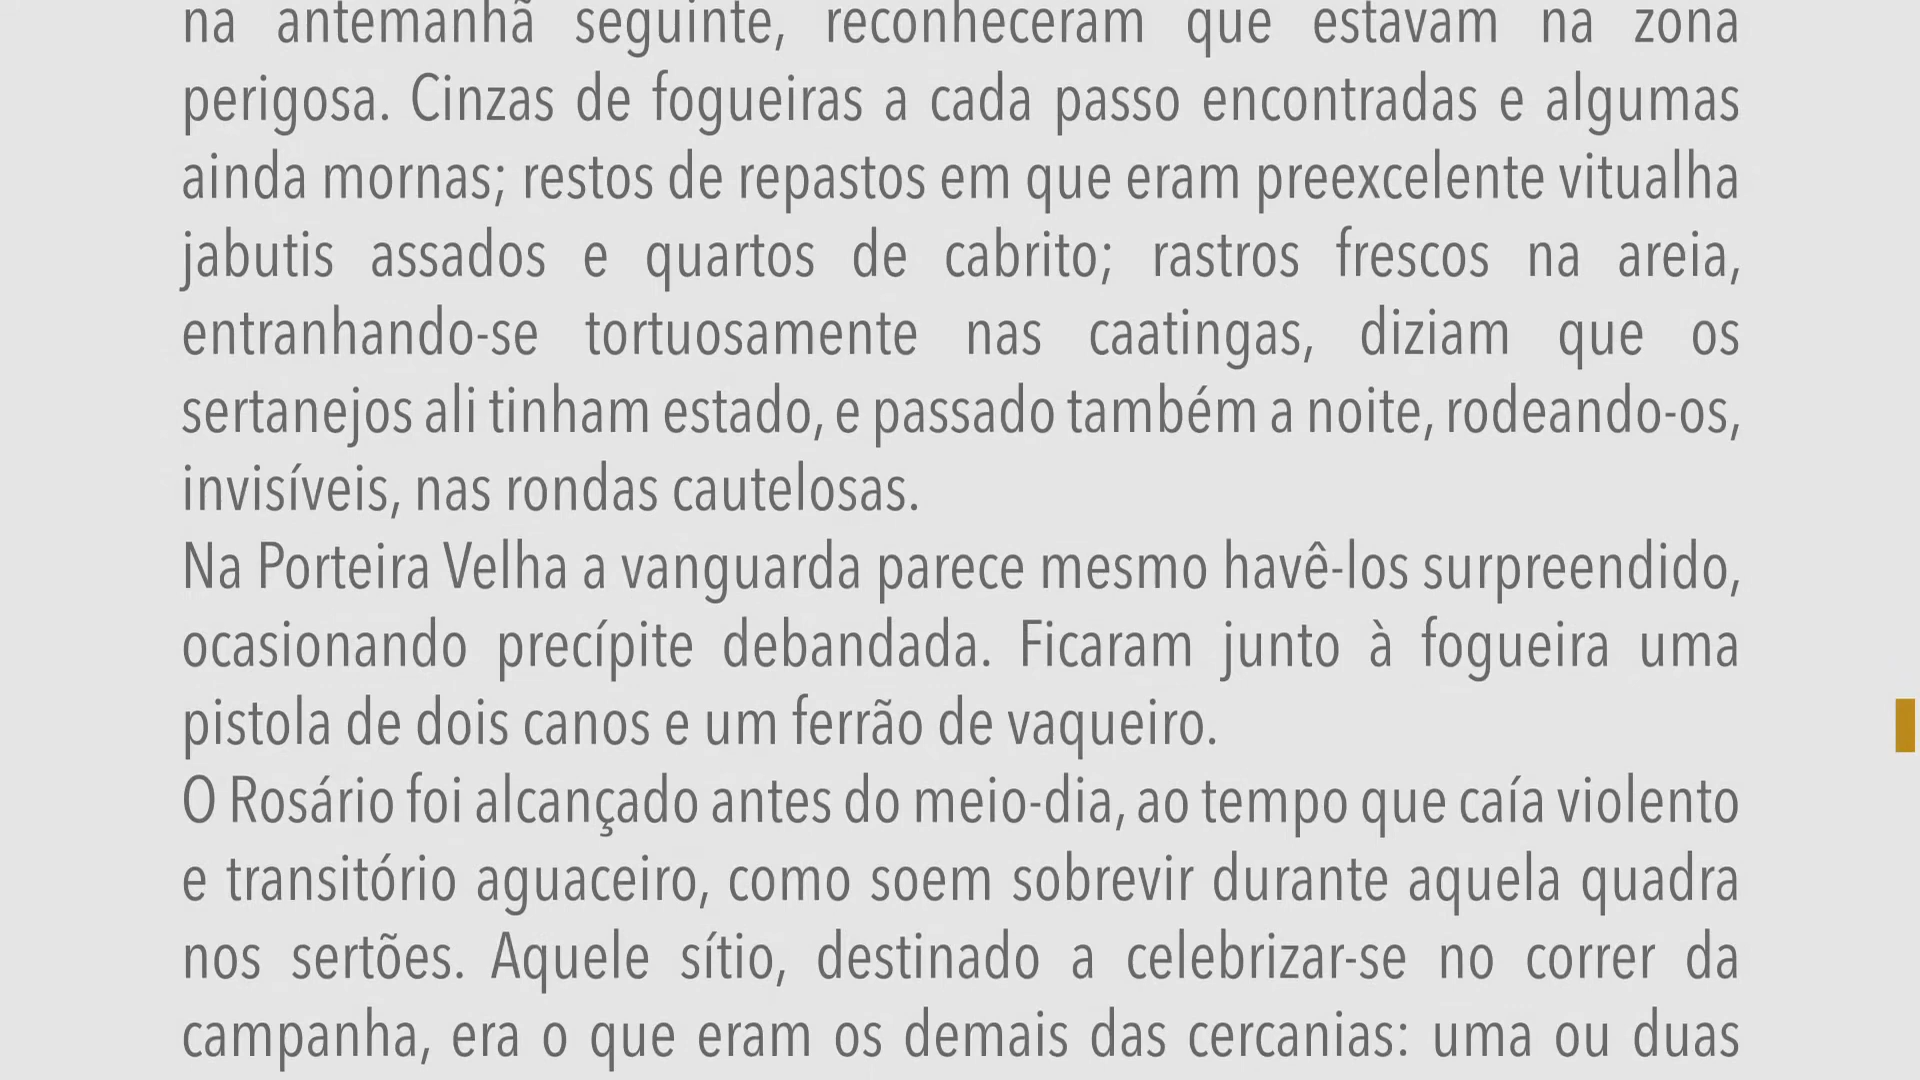 na antemanhã seguinte, reconheceram que estavam na zona
perigosa. Cinzas de fogueiras a cada passo encontradas e algumas
ainda mornas; restos de repastos em que eram preexcelente vitualha
jabutis assados e quartos de cabrito; rastros frescos na areia,
entranhando-se tortuosamente nas caatingas, diziam que os
sertanejos ali tinham estado, e passado também a noite, rodeando-os,
invisíveis, nas rondas cautelosas.
Na Porteira Velha a vanguarda parece mesmo havê-los surpreendido,
ocasionando precípite debandada. Ficaram junto à fogueira uma
pistola de dois canos e um ferrão de vaqueiro.
O Rosário foi alcançado antes do meio-dia, ao tempo que caía violento
e transitório aguaceiro, como soem sobrevir durante aquela quadra
nos sertões. Aquele sítio, destinado a celebrizar-se no correr da
campanha, era o que eram os demais das cercanias: uma ou duas